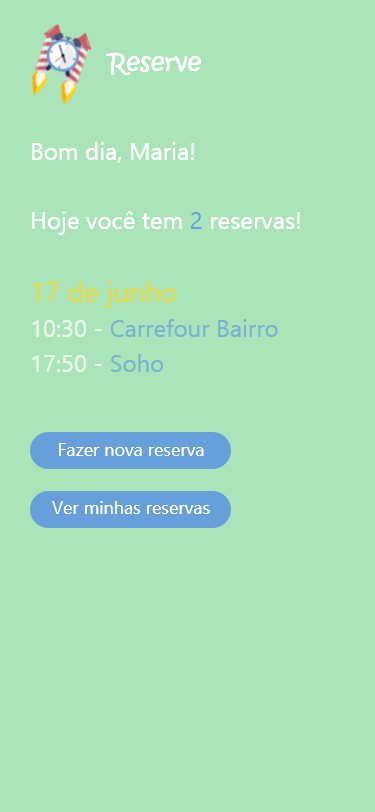 Reserve
Bom dia, Maria!
Hoje você tem 2 reservas!
17 de junho
10:30 - Carrefour Bairro
17:50 - Soho
Fazer nova reserva
Ver minhas reservas